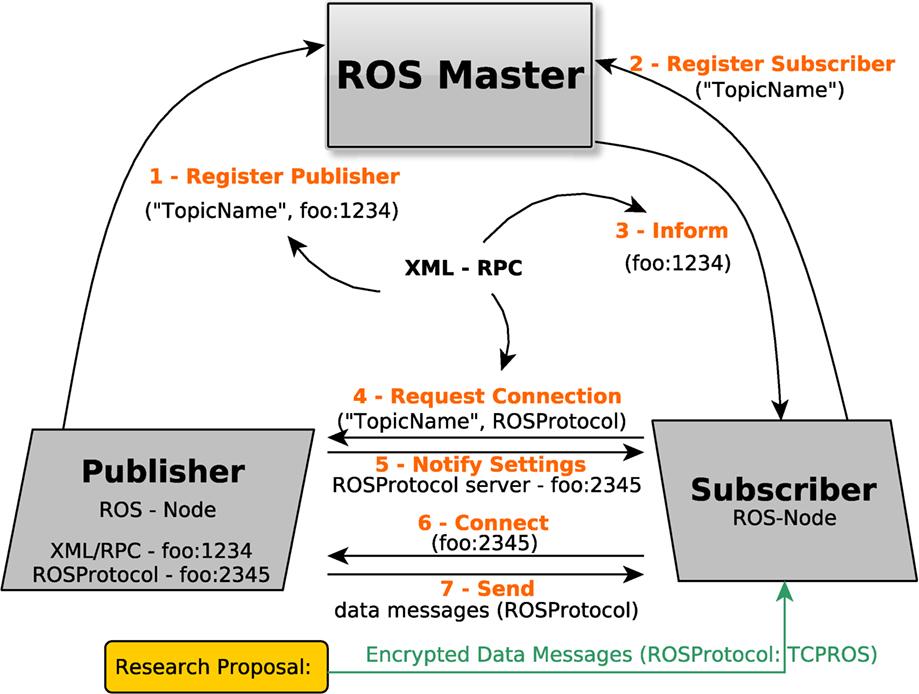 ROS Master
2 - Register Subscriber
("TopicName")
1 - Register Publisher
("TopicName", foo:1234)
3 - Inform
(foo:1234)
XML - RPC
4 - Request Connection
("TopicName", ROSProtocol)
5 - Notify Settings
ROSProtocol server - foo:2345
6 - Connect
(foo:2345)
7 - Send
data messages (ROSProtocol)
Publisher
ROS - Node
XML/RPC - foo:1234
ROSProtocol - foo:2345
Subscriber
ROS-Node
Research Proposal:
Encrypted Data Messages (ROSProtocol: TCPROS)